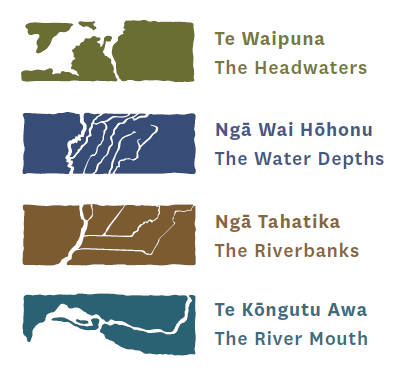 Te Waipuna
The Headwaters
Ngā Wai Hōhonu
The Water Depths
Ngā Tahatika
The Riverbanks
Te Kōngutu Awa
The River Mouth